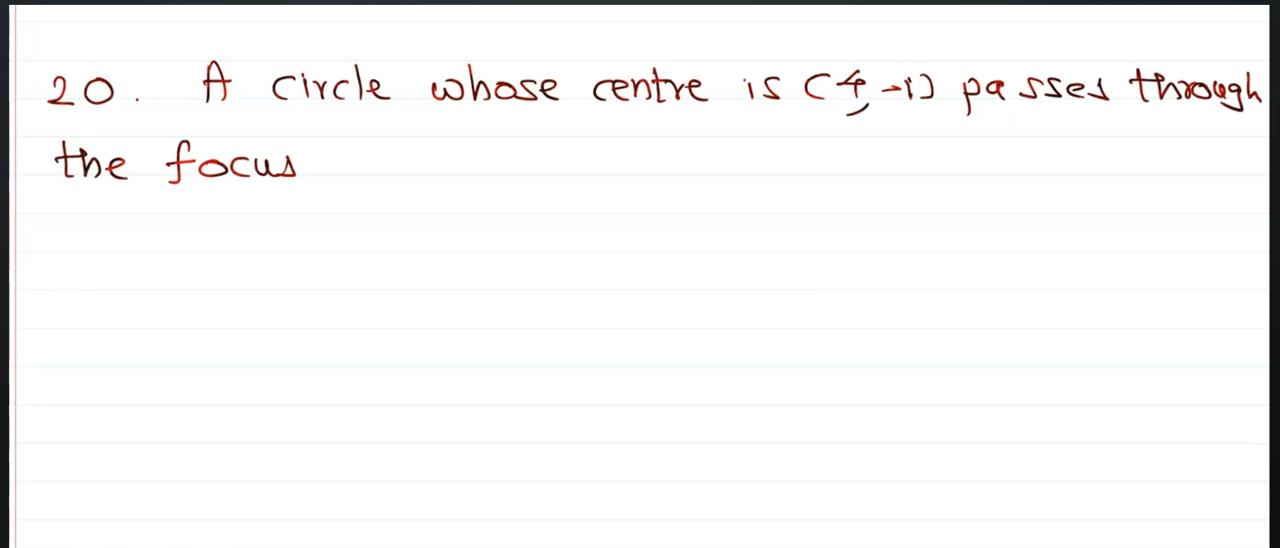 20. A circle whose centre is (4, -1) passes through
the focus